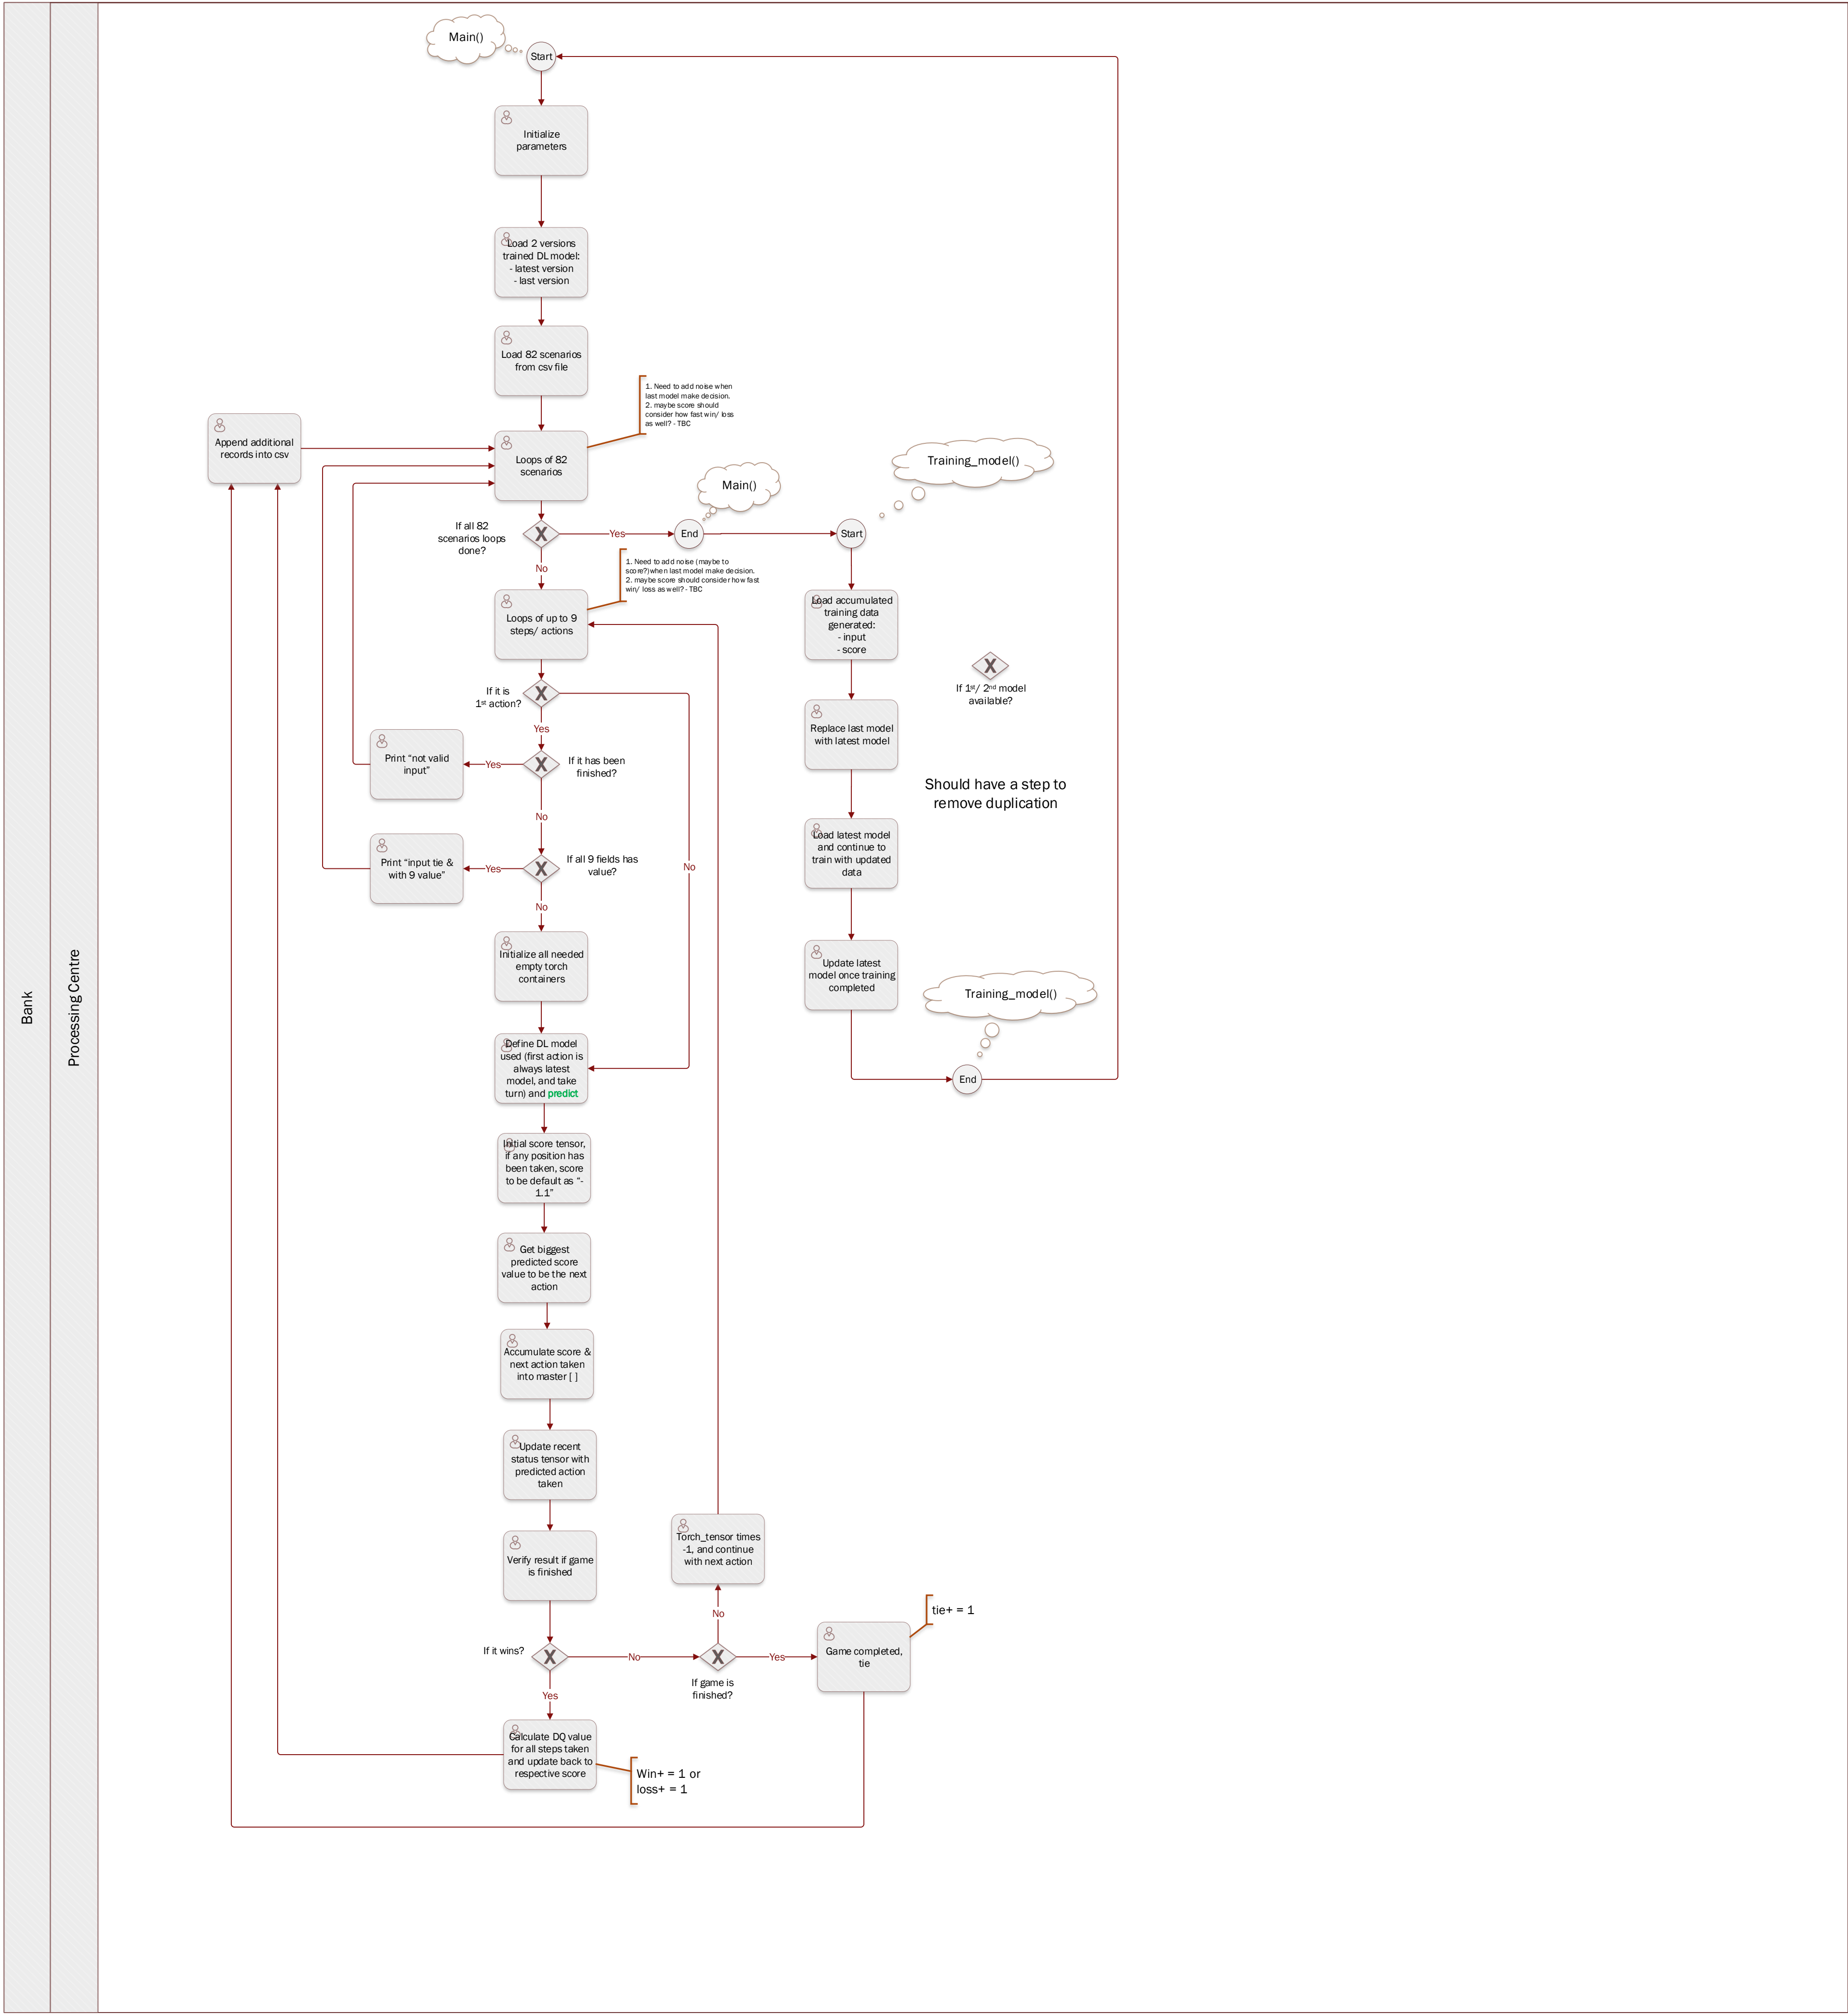 Bank
Processing Centre
Main()
Start
Initialize
parameters
Load 2 versions
trained DL model:
- latest version
- last version
Load 82 scenarios
from csv file
1. Need to add noise when
last model make decision.
2. maybe score should
consider how fast win/ loss
as well? - TBC
Append additional
records into csv
Loops of 82
scenarios
If all 82
scenarios loops
done?
Yes
No
Main()
End
Training_model()
Start
1. Need to add noise (maybe to
score?)when last model make decision.
2. maybe score should consider how fast
win/ loss as well? - TBC
Loops of up to 9
steps/ actions
If it is
1st action?
Yes
No
If it has been
finished?
Yes
Print “not valid
input”
No
If all 9 fields has
value?
Yes
Print “input tie &
with 9 value”
No
Initialize all needed
empty torch
containers
Define DL model
used (first action is
always latest
model, and take
turn) and predict
Initial score tensor,
if any position has
been taken, score
to be default as “-
1.1”
Get biggest
predicted score
value to be the next
action
Accumulate score &
next action taken
into master [ ]
Update recent
status tensor with
predicted action
taken
Verify result if game
is finished
If it wins?
No
Yes
If game is
finished?
No
Yes
Torch_tensor times
-1, and continue
with next action
Game completed,
tie
tie+ = 1
Calculate DQ value
for all steps taken
and update back to
respective score
Win+ = 1 or
loss+ = 1
Load accumulated
training data
generated:
- input
- score
X
If 1st/ 2nd model
available?
Replace last model
with latest model
Should have a step to
remove duplication
Load latest model
and continue to
train with updated
data
Update latest
model once training
completed
Training_model()
End